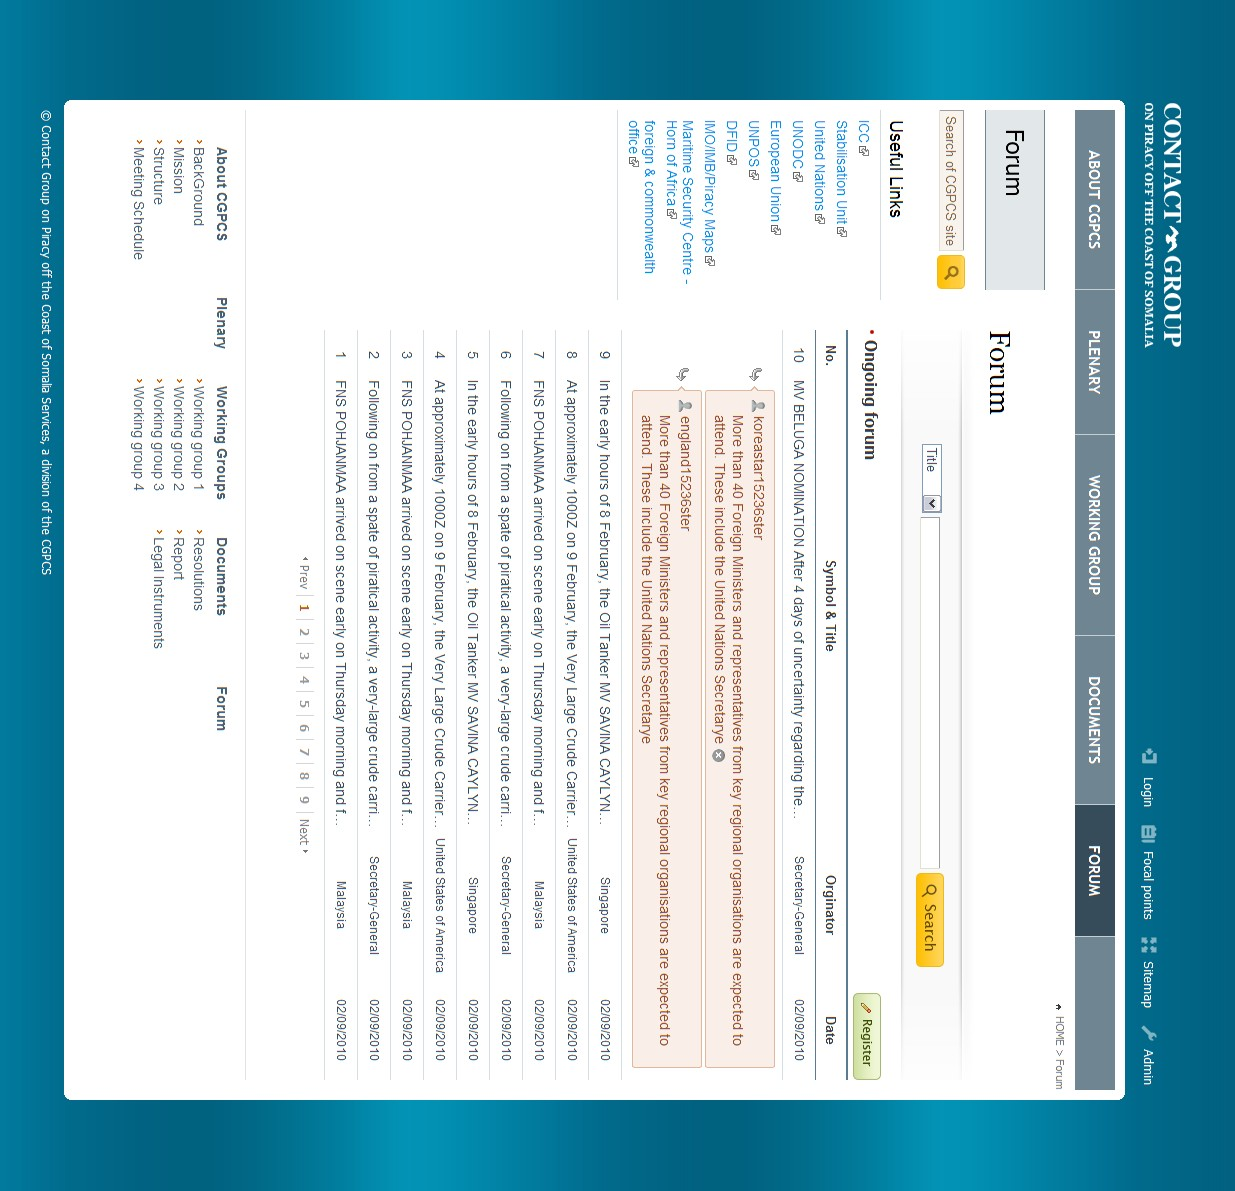 CONTACT GROUP
ON PIRACY OFF THE COAST OF SOMALIA
Login Focal points Sitemap Admin
ABOUT CGPCS PLENARY WORKING GROUP DOCUMENTS FORUM
HOME > Forum
Forum
Search of CGPCS site
Useful Links
ICC
Stabilisation Unit
United Nations
UNODC
European Union
UNPOS
DFID
IMO/IMB/Piracy Maps
Maritime Security Centre -
Horn of Africa
foreign & commonwealth
office
Forum
Title Search
Ongoing forum
Register
No. Symbol & Title Orginator Date
10 MV BELUGA NOMINATION After 4 days of uncertainty regarding the... Secretary-General 02/09/2010
koreastar15236ster
More than 40 Foreign Ministers and representatives from key regional organisations are expected to
attend. These include the United Nations Secretarye
england15236ster
More than 40 Foreign Ministers and representatives from key regional organisations are expected to
attend. These include the United Nations Secretarye
9 In the early hours of 8 February, the Oil Tanker MV SAVINA CAYLYN... Singapore 02/09/2010
8 At approximately 1000Z on 9 February, the Very Large Crude Carrier... United States of America 02/09/2010
7 FNS POHJANMAA arrived on scene early on Thursday morning and f... Malaysia 02/09/2010
6 Following on from a spate of piratical activity, a very-large crude carri... Secretary-General 02/09/2010
5 In the early hours of 8 February, the Oil Tanker MV SAVINA CAYLYN... Singapore 02/09/2010
4 At approximately 1000Z on 9 February, the Very Large Crude Carrier... United States of America 02/09/2010
3 FNS POHJANMAA arrived on scene early on Thursday morning and f... Malaysia 02/09/2010
2 Following on from a spate of piratical activity, a very-large crude carri... Secretary-General 02/09/2010
1 FNS POHJANMAA arrived on scene early on Thursday morning and f... Malaysia 02/09/2010
Prev 1 2 3 4 5 6 7 8 9 Next
About CGPCS
BackGround
Mission
Structure
Meeting Schedule
Plenary
Working Groups
Working group 1
Working group 2
Working group 3
Working group 4
Documents
Resolutions
Report
Legal Instruments
Forum
© Contact Group on Piracy off the Coast of Somalia Services, a division of the CGPCS